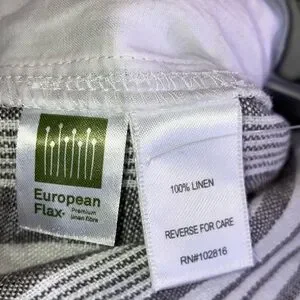 European
Flax®
Premium
linen fibre
100% LINEN
REVERSE FOR CARE
RN#102816